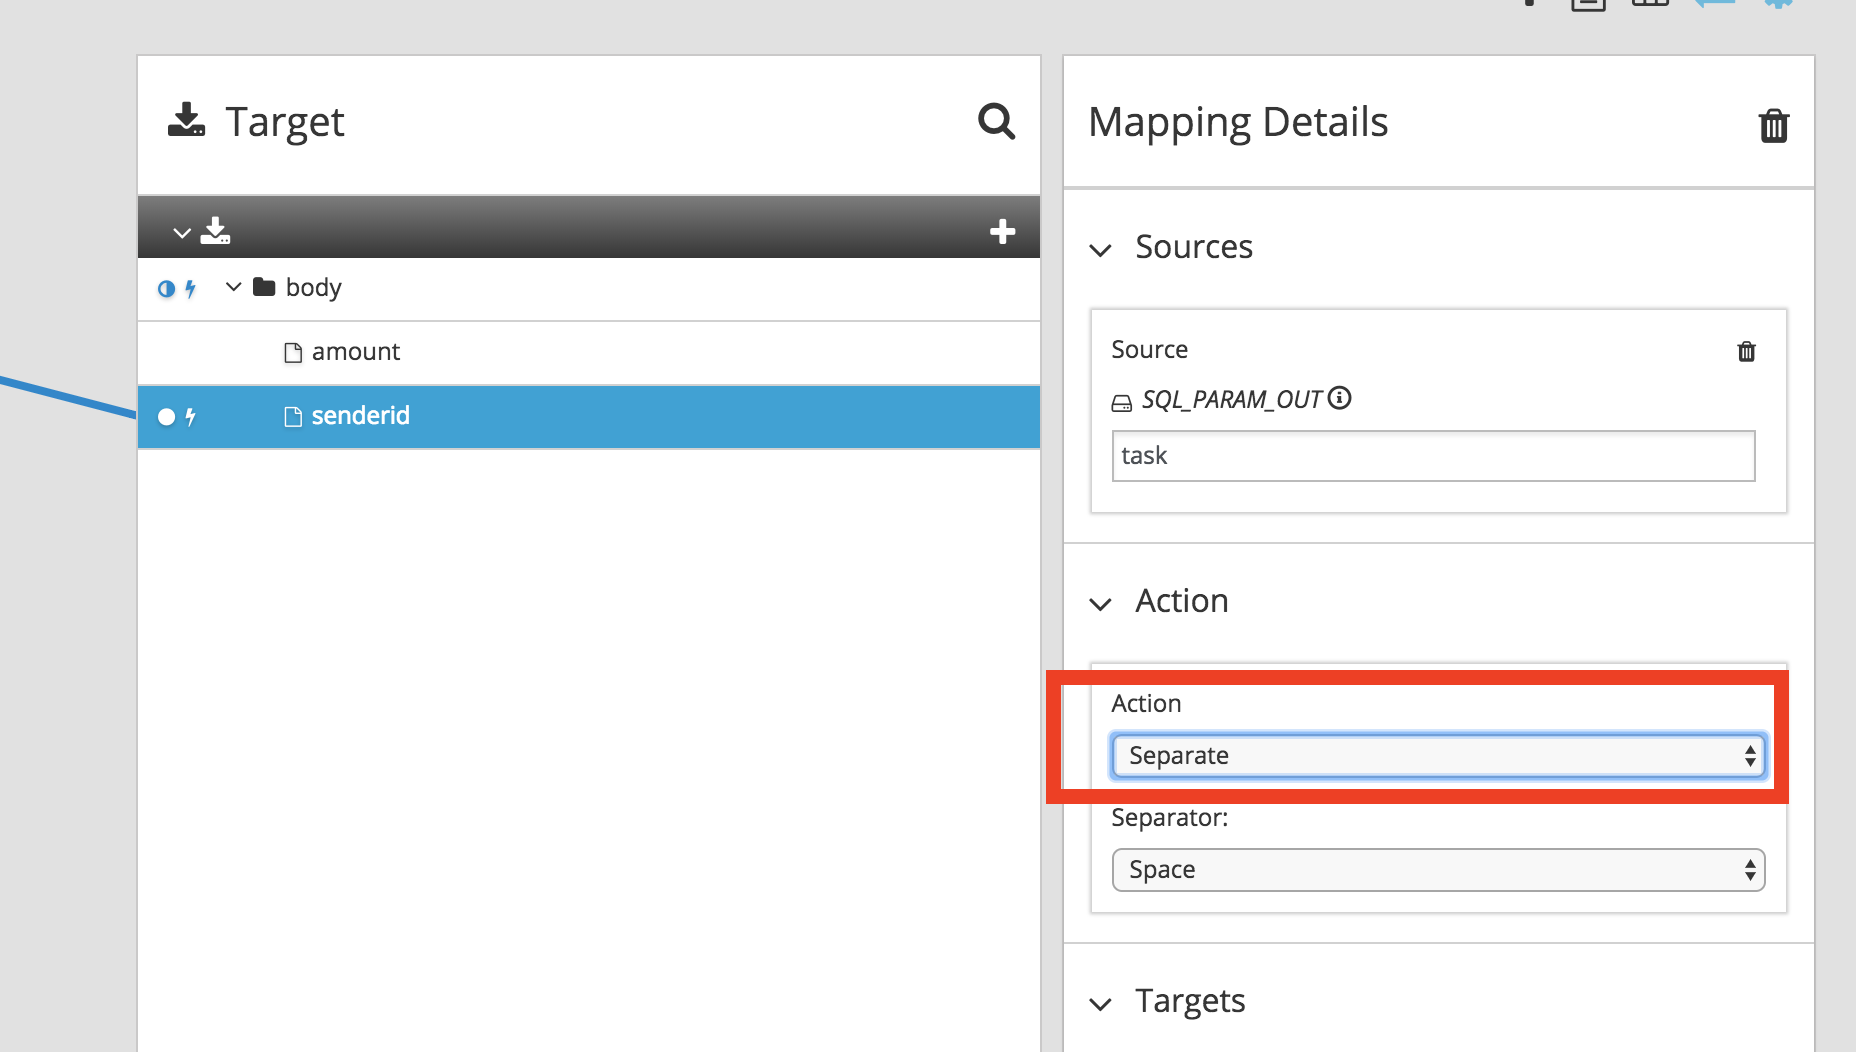 Target
body
amount
senderid
Mapping Details
Sources
Source
SQL_PARAM_OUT
task
Action
Action
Separate
Separator:
Space
Targets